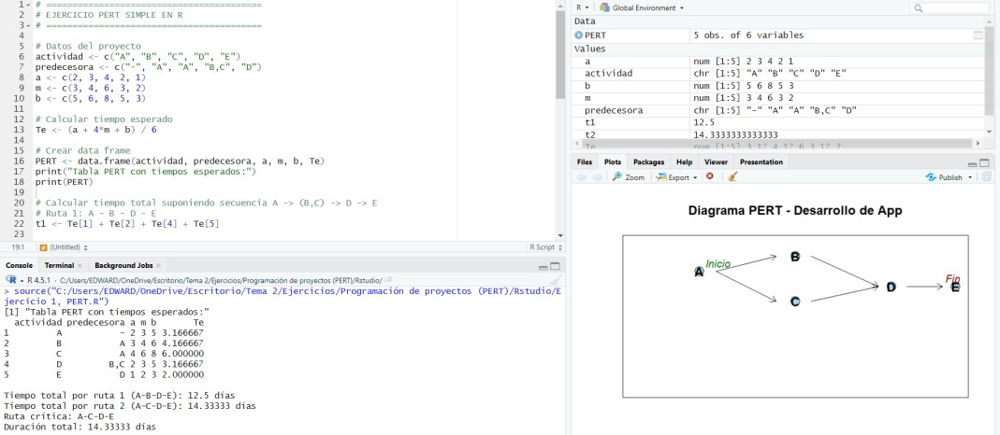 1 # =========================================
2 # EJERCICIO PERT SIMPLE EN R
3 # =========================================
4
5 # Datos del proyecto
6 actividad <- c("A", "B", "C", "D", "E")
7 predecesora <- c("-", "A", "A", "B,C", "D")
8 a <- c(2, 3, 4, 2, 1)
9 m <- c(3, 4, 6, 3, 2)
10 b <- c(5, 6, 8, 5, 3)
11
12 # Calcular tiempo esperado
13 Te <- (a + 4*m + b) / 6
14
15 # Crear data frame
16 PERT <- data.frame(actividad, predecesora, a, m, b, Te)
17 print("Tabla PERT con tiempos esperados:")
18 print(PERT)
19
20 # Calcular tiempo total suponiendo secuencia A -> (B,C) -> D -> E
21 # Ruta 1: A - B - D - E
22 t1 <- Te[1] + Te[2] + Te[4] + Te[5]
23
19:1 (Untitled) R Script
Console Terminal Background Jobs
R 4.5.1 · C:/Users/EDWARD/OneDrive/Escritorio/Tema 2/Ejercicios/Programación de proyectos (PERT)/Rstudio/
> source("C:/Users/EDWARD/OneDrive/Escritorio/Tema 2/Ejercicios/Programación de proyectos (PERT)/Rstudio/E
jercicio 1, PERT.R")
[1] "Tabla PERT con tiempos esperados:"
actividad predecesora a m b Te
1 A - 2 3 5 3.166667
2 B A 3 4 6 4.166667
3 C A 4 6 8 6.000000
4 D B,C 2 3 5 3.166667
5 E D 1 2 3 2.000000
Tiempo total por ruta 1 (A-B-D-E): 12.5 días
Tiempo total por ruta 2 (A-C-D-E): 14.33333 días
Ruta crítica: A-C-D-E
Duración total: 14.33333 días
R Global Environment
Data
PERT 5 obs. of 6 variables
Values
a num [1:5] 2 3 4 2 1
actividad chr [1:5] "A" "B" "C" "D" "E"
b num [1:5] 5 6 8 5 3
m num [1:5] 3 4 6 3 2
predecesora chr [1:5] "-" "A" "A" "B,C" "D"
t1 12.5
t2 14.3333333333333
Te num [1:5] 3.17 4.17 6 3.17 2
Files Plots Packages Help Viewer Presentation
Zoom Export Publish
Diagrama PERT - Desarrollo de App
Inicio
A
B
C
D
Fin
E